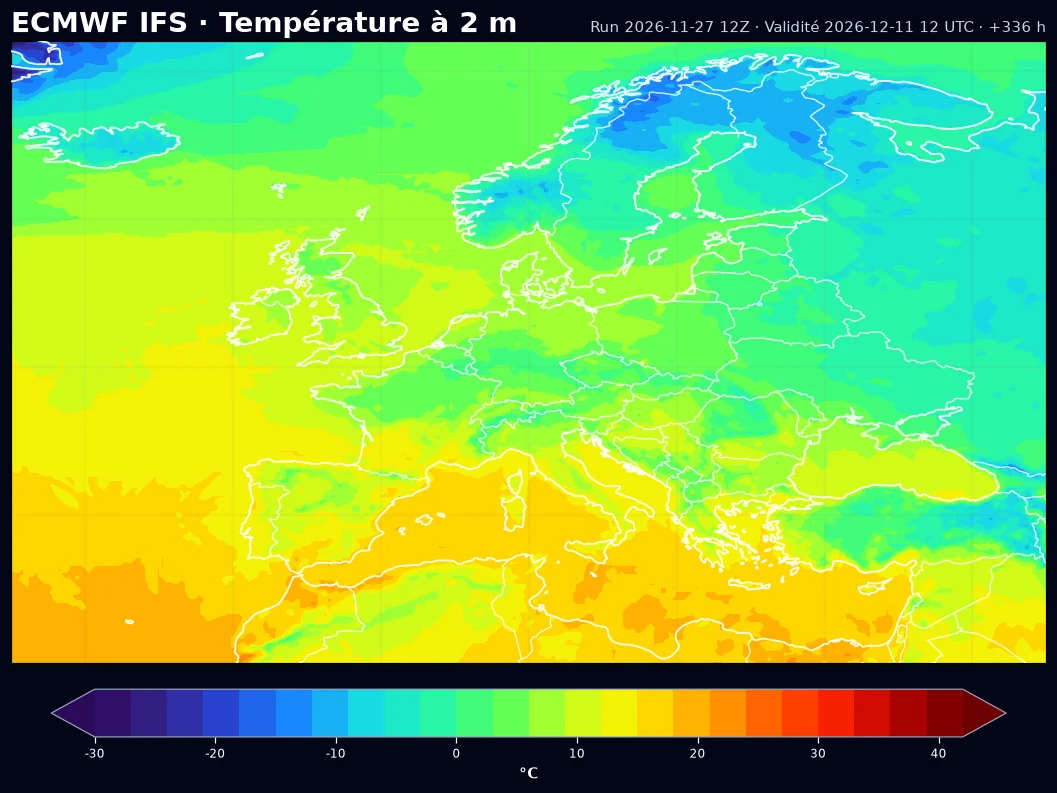 ECMWF IFS · Température à 2 m
Run 2026-11-27 12Z · Validité 2026-12-11 12 UTC · +336 h
-30 -20 -10 0 10 20 30 40
°C